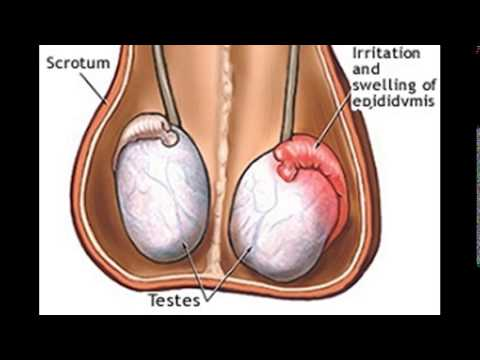 Scrotum
Irritation
and
swelling of
epididymis
Testes